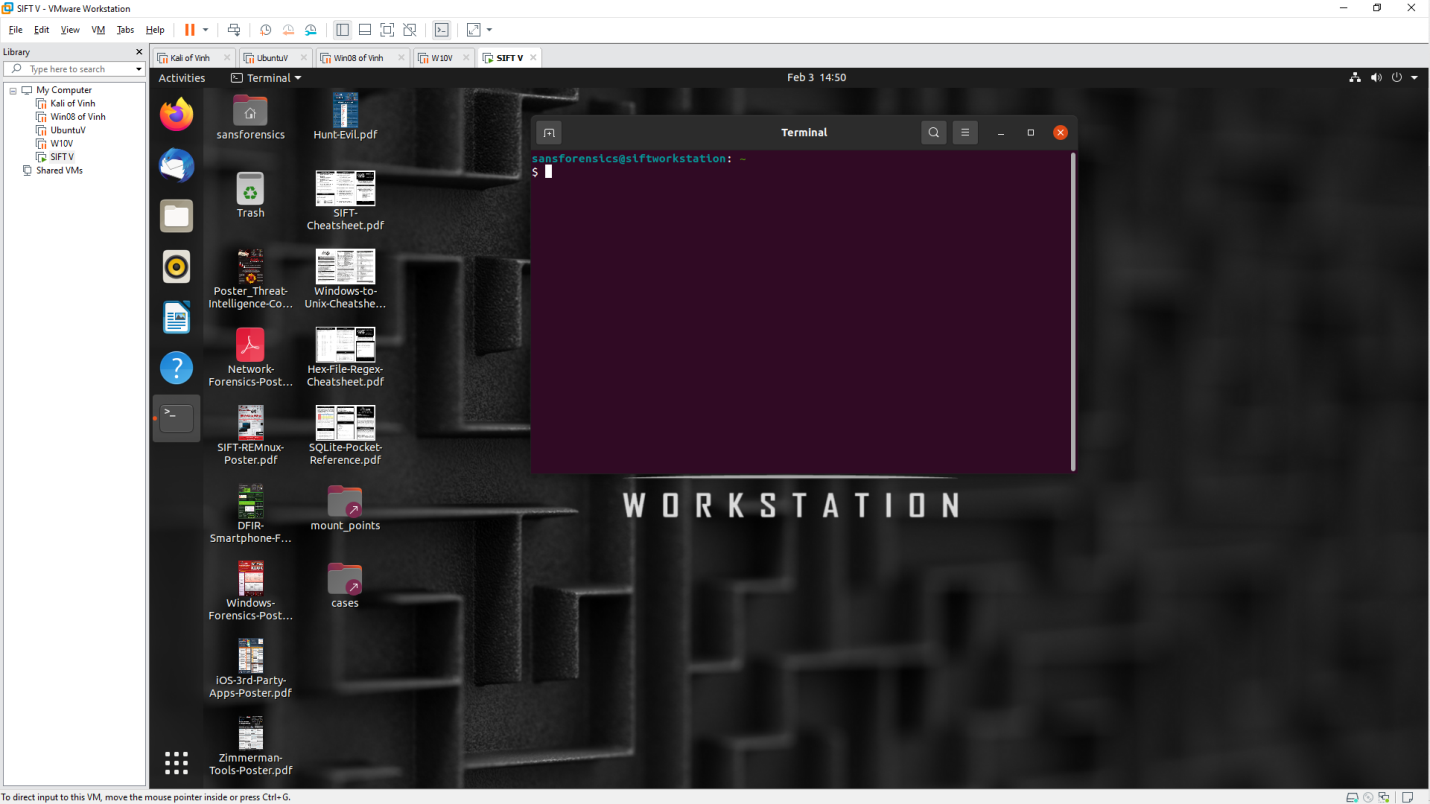 SIFT V - VMware Workstation
File Edit View VM Tabs Help
Library
Type here to search
My Computer
Kali of Vinh
Win08 of Vinh
UbuntuV
W10V
SIFT V
Shared VMs
Kali of Vinh UbuntuV Win08 of Vinh W10V SIFT V
Activities Terminal Feb 3 14:50
sansforensics
Hunt-Evil.pdf
Trash
SIFT-
Cheatsheet.pdf
Poster_Threat-
Intelligence-Co...
Windows-to-
Unix-Cheatshe...
Network-
Forensics-Post...
Hex-File-Regex-
Cheatsheet.pdf
SIFT-REMnux-
Poster.pdf
SQLite-Pocket-
Reference.pdf
DFIR-
Smartphone-F...
mount_points
Windows-
Forensics-Post...
cases
iOS-3rd-Party-
Apps-Poster.pdf
Zimmerman-
Tools-Poster.pdf
Terminal
sansforensics@siftworkstation: ~
$
WORKSTATION
To direct input to this VM, move the mouse pointer inside or press Ctrl+G.